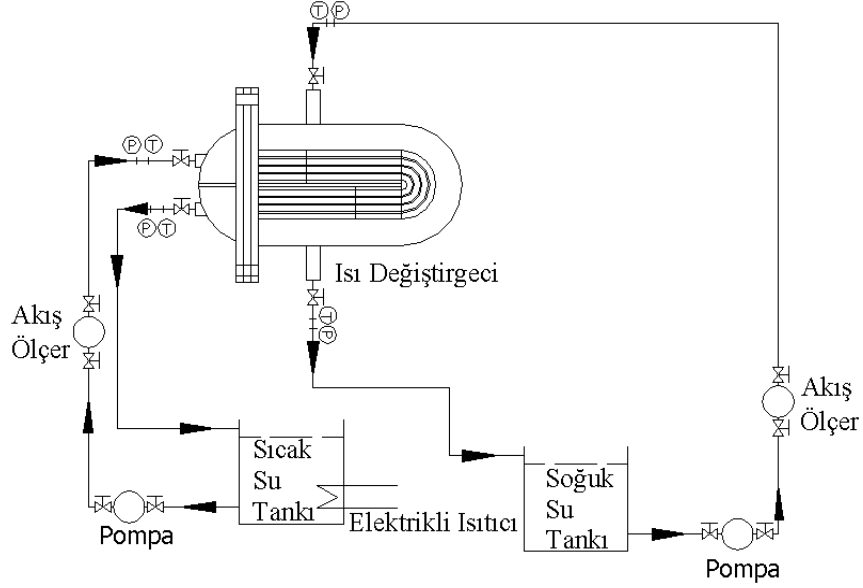 T P
P T
P T
Isı Değiştirgeci
T
P
Akış
Ölçer
Akış
Ölçer
Sıcak
Su
Tankı
Soğuk
Su
Tankı
Elektrikli Isıtıcı
Pompa
Pompa